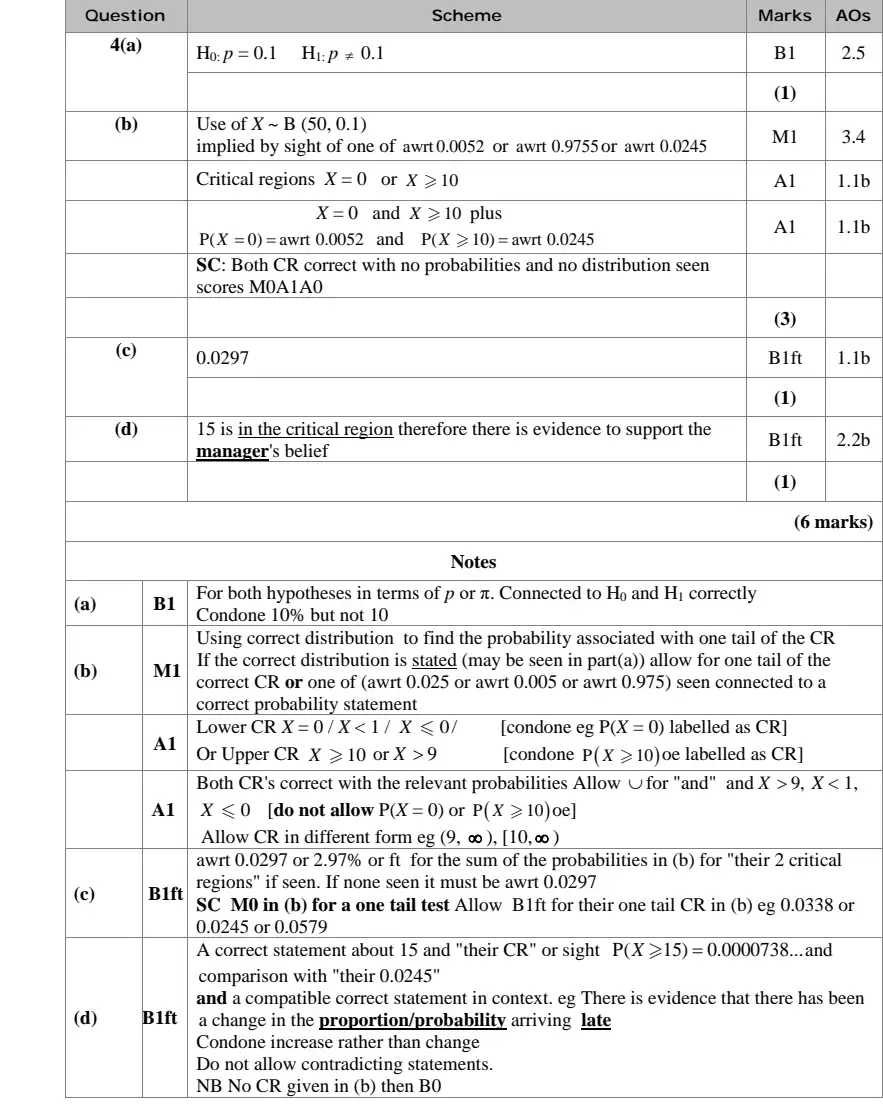 Question Scheme Marks AOs
4(a)
H₀: p = 0.1 H₁: p ≠ 0.1 B1 2.5
(1)
(b) Use of X ~ B (50, 0.1)
implied by sight of one of awrt 0.0052 or awrt 0.9755 or awrt 0.0245 M1 3.4
Critical regions X = 0 or X ⩾ 10 A1 1.1b
X = 0 and X ⩾ 10 plus
P(X = 0) = awrt 0.0052 and P(X ⩾ 10) = awrt 0.0245 A1 1.1b
SC: Both CR correct with no probabilities and no distribution seen
scores M0A1A0
(3)
(c) 0.0297 B1ft 1.1b
(1)
(d) 15 is in the critical region therefore there is evidence to support the
manager's belief B1ft 2.2b
(1)
(6 marks)
Notes
(a) B1 For both hypotheses in terms of p or π. Connected to H₀ and H₁ correctly
Condone 10% but not 10
(b) M1 Using correct distribution to find the probability associated with one tail of the CR
If the correct distribution is stated (may be seen in part(a)) allow for one tail of the
correct CR or one of (awrt 0.025 or awrt 0.005 or awrt 0.975) seen connected to a
correct probability statement
A1 Lower CR X = 0 / X < 1 / X ⩽ 0 / [condone eg P(X = 0) labelled as CR]
Or Upper CR X ⩾ 10 or X > 9 [condone P(X ⩾ 10) oe labelled as CR]
A1 Both CR's correct with the relevant probabilities Allow ∪ for "and" and X > 9, X < 1,
X ⩽ 0 [do not allow P(X = 0) or P(X ⩾ 10) oe]
Allow CR in different form eg (9, ∞), [10,∞)
(c) B1ft awrt 0.0297 or 2.97% or ft for the sum of the probabilities in (b) for "their 2 critical
regions" if seen. If none seen it must be awrt 0.0297
SC M0 in (b) for a one tail test Allow B1ft for their one tail CR in (b) eg 0.0338 or
0.0245 or 0.0579
(d) B1ft A correct statement about 15 and "their CR" or sight P(X ⩾ 15) = 0.0000738... and
comparison with "their 0.0245"
and a compatible correct statement in context. eg There is evidence that there has been
a change in the proportion/probability arriving late
Condone increase rather than change
Do not allow contradicting statements.
NB No CR given in (b) then B0